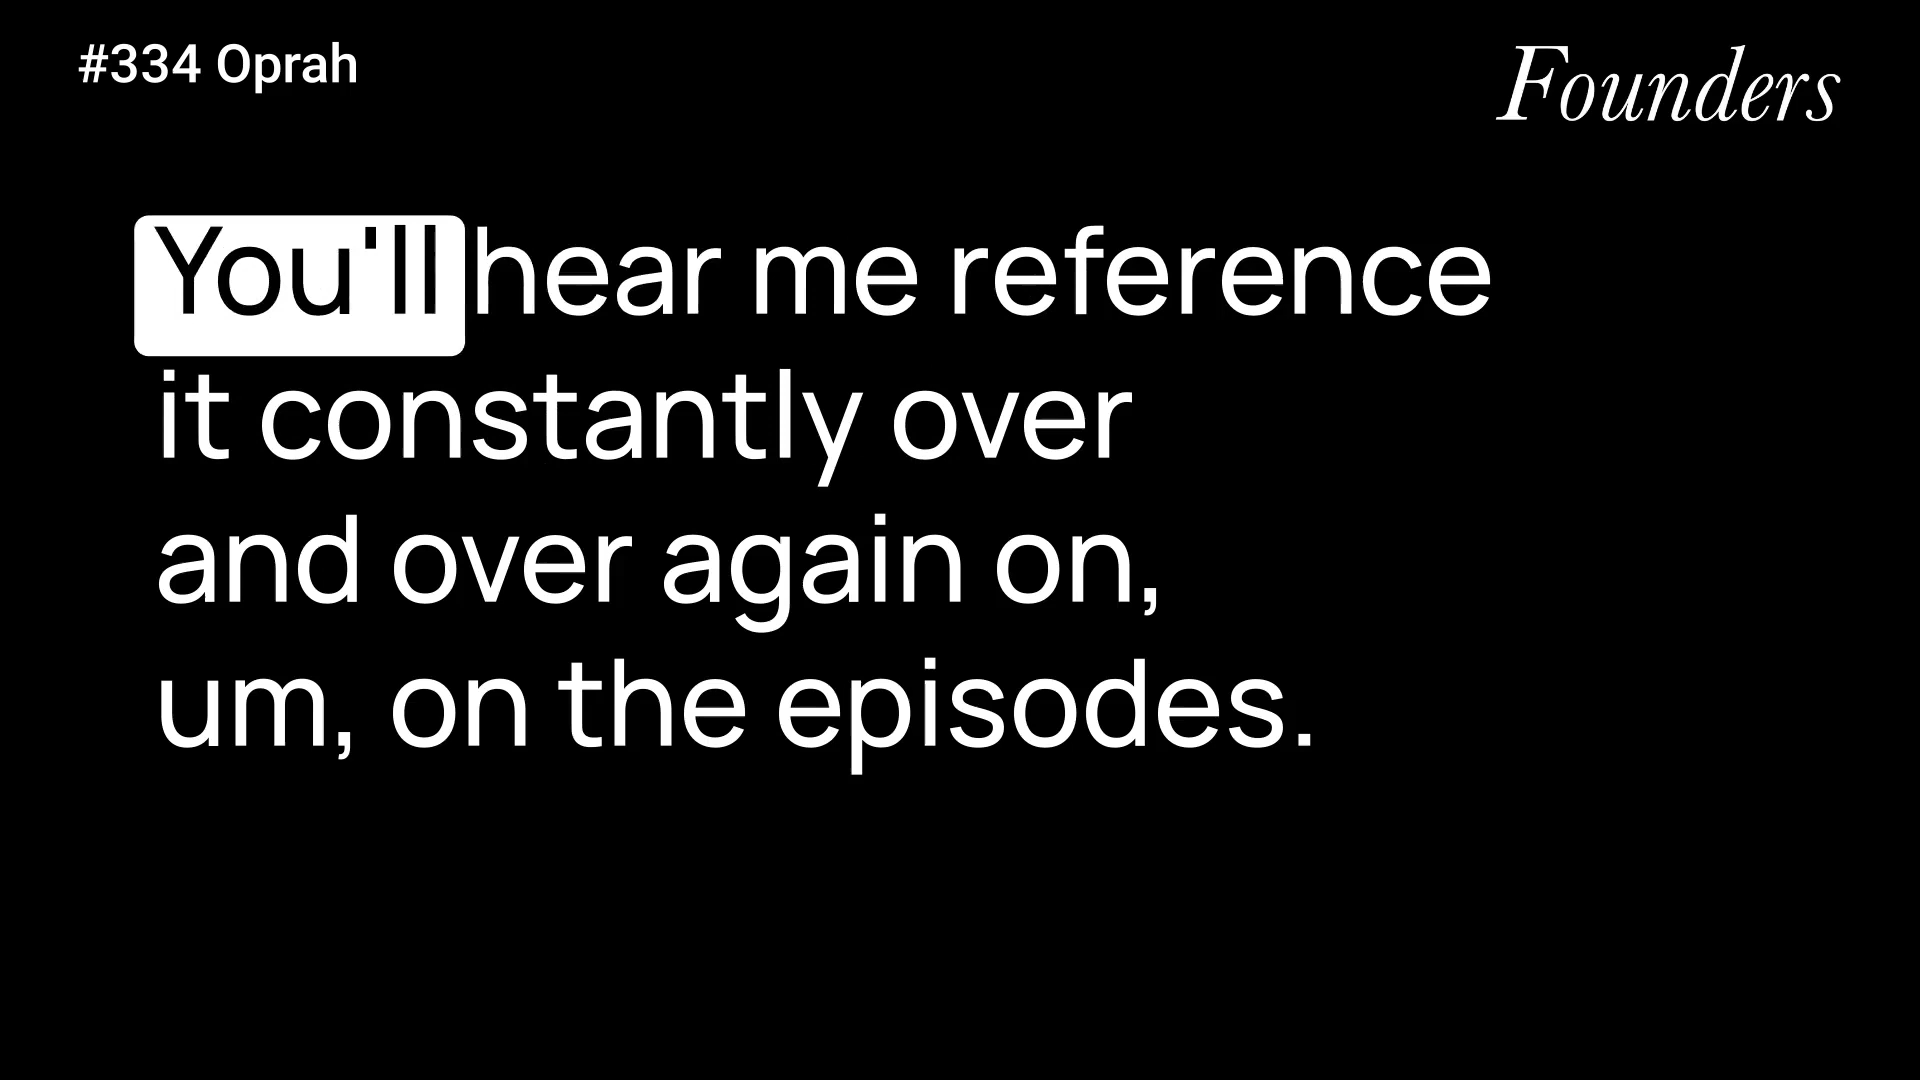 #334 Oprah
Founders
You'll hear me reference
it constantly over
and over again on,
um, on the episodes.